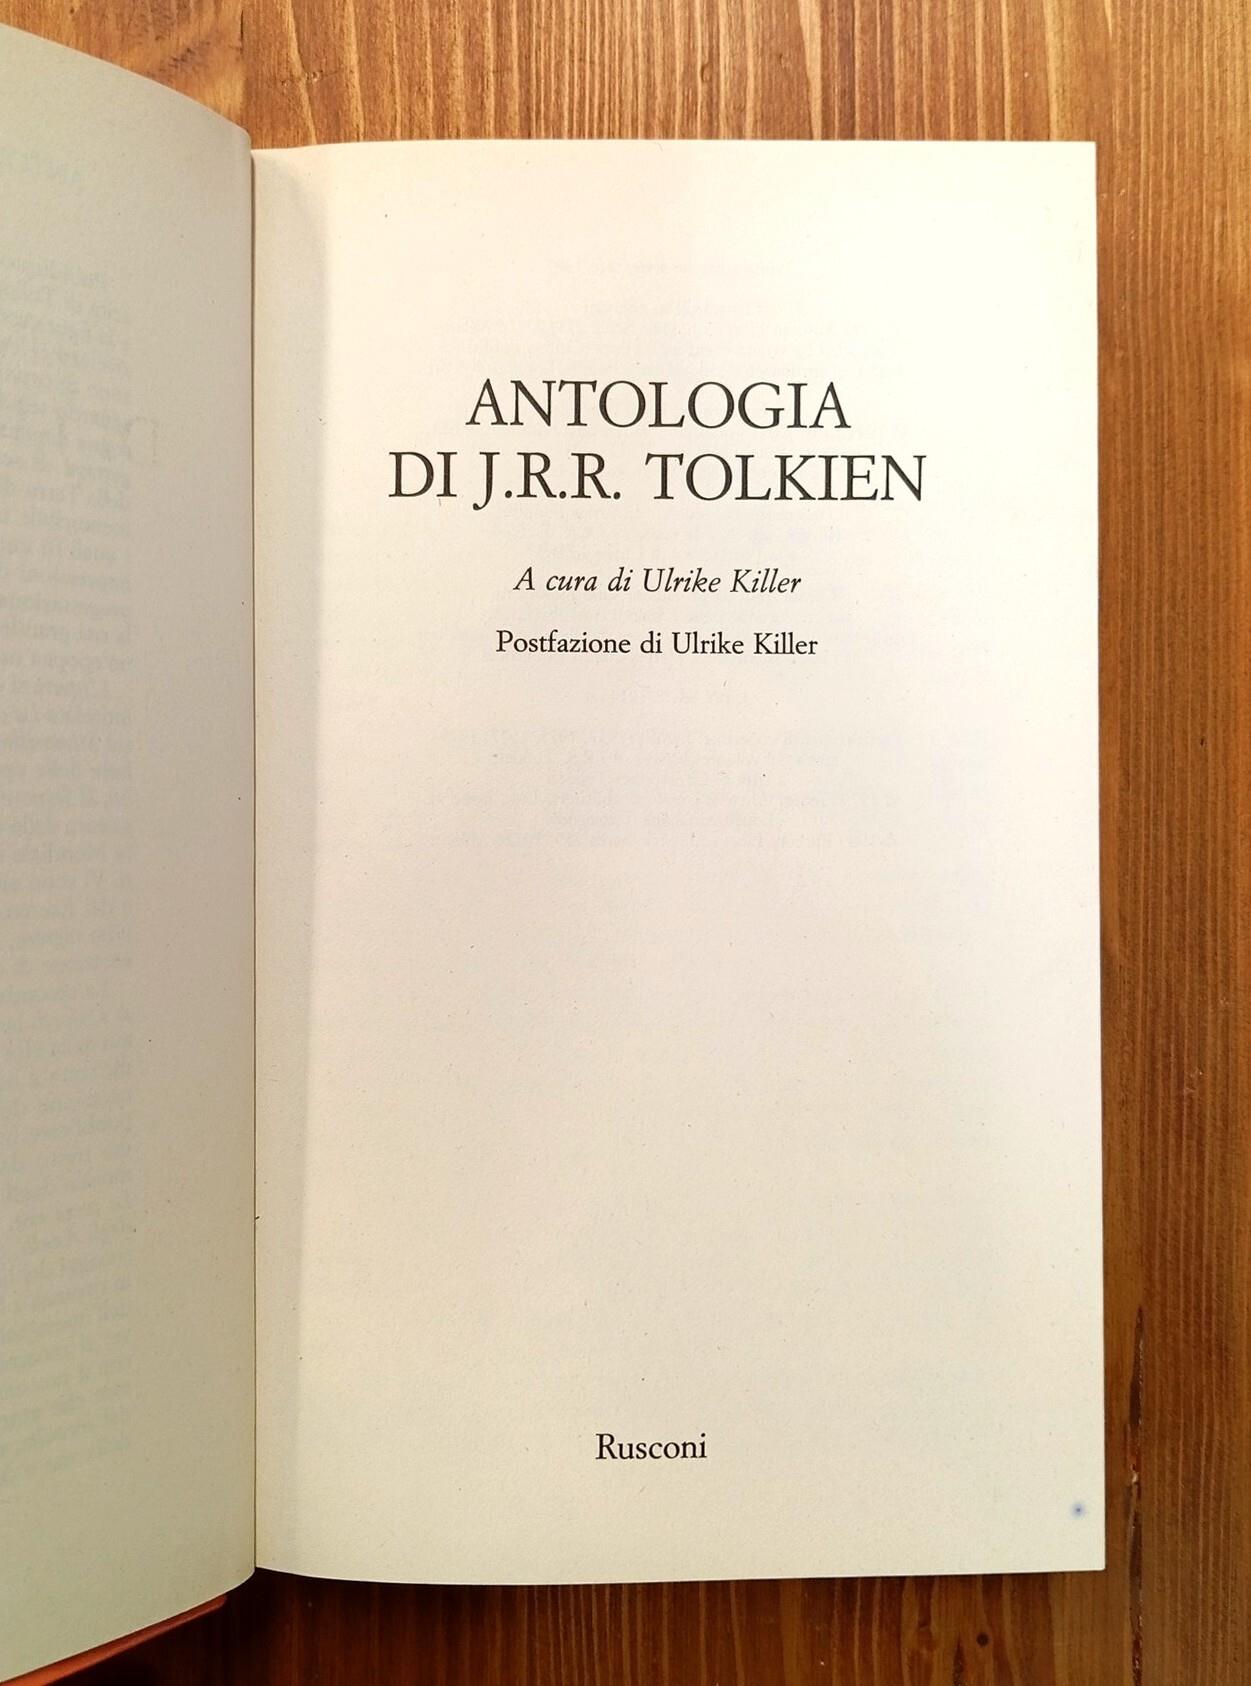 ANTOLOGIA
DI J.R.R. TOLKIEN
A cura di Ulrike Killer
Postfazione di Ulrike Killer
Rusconi